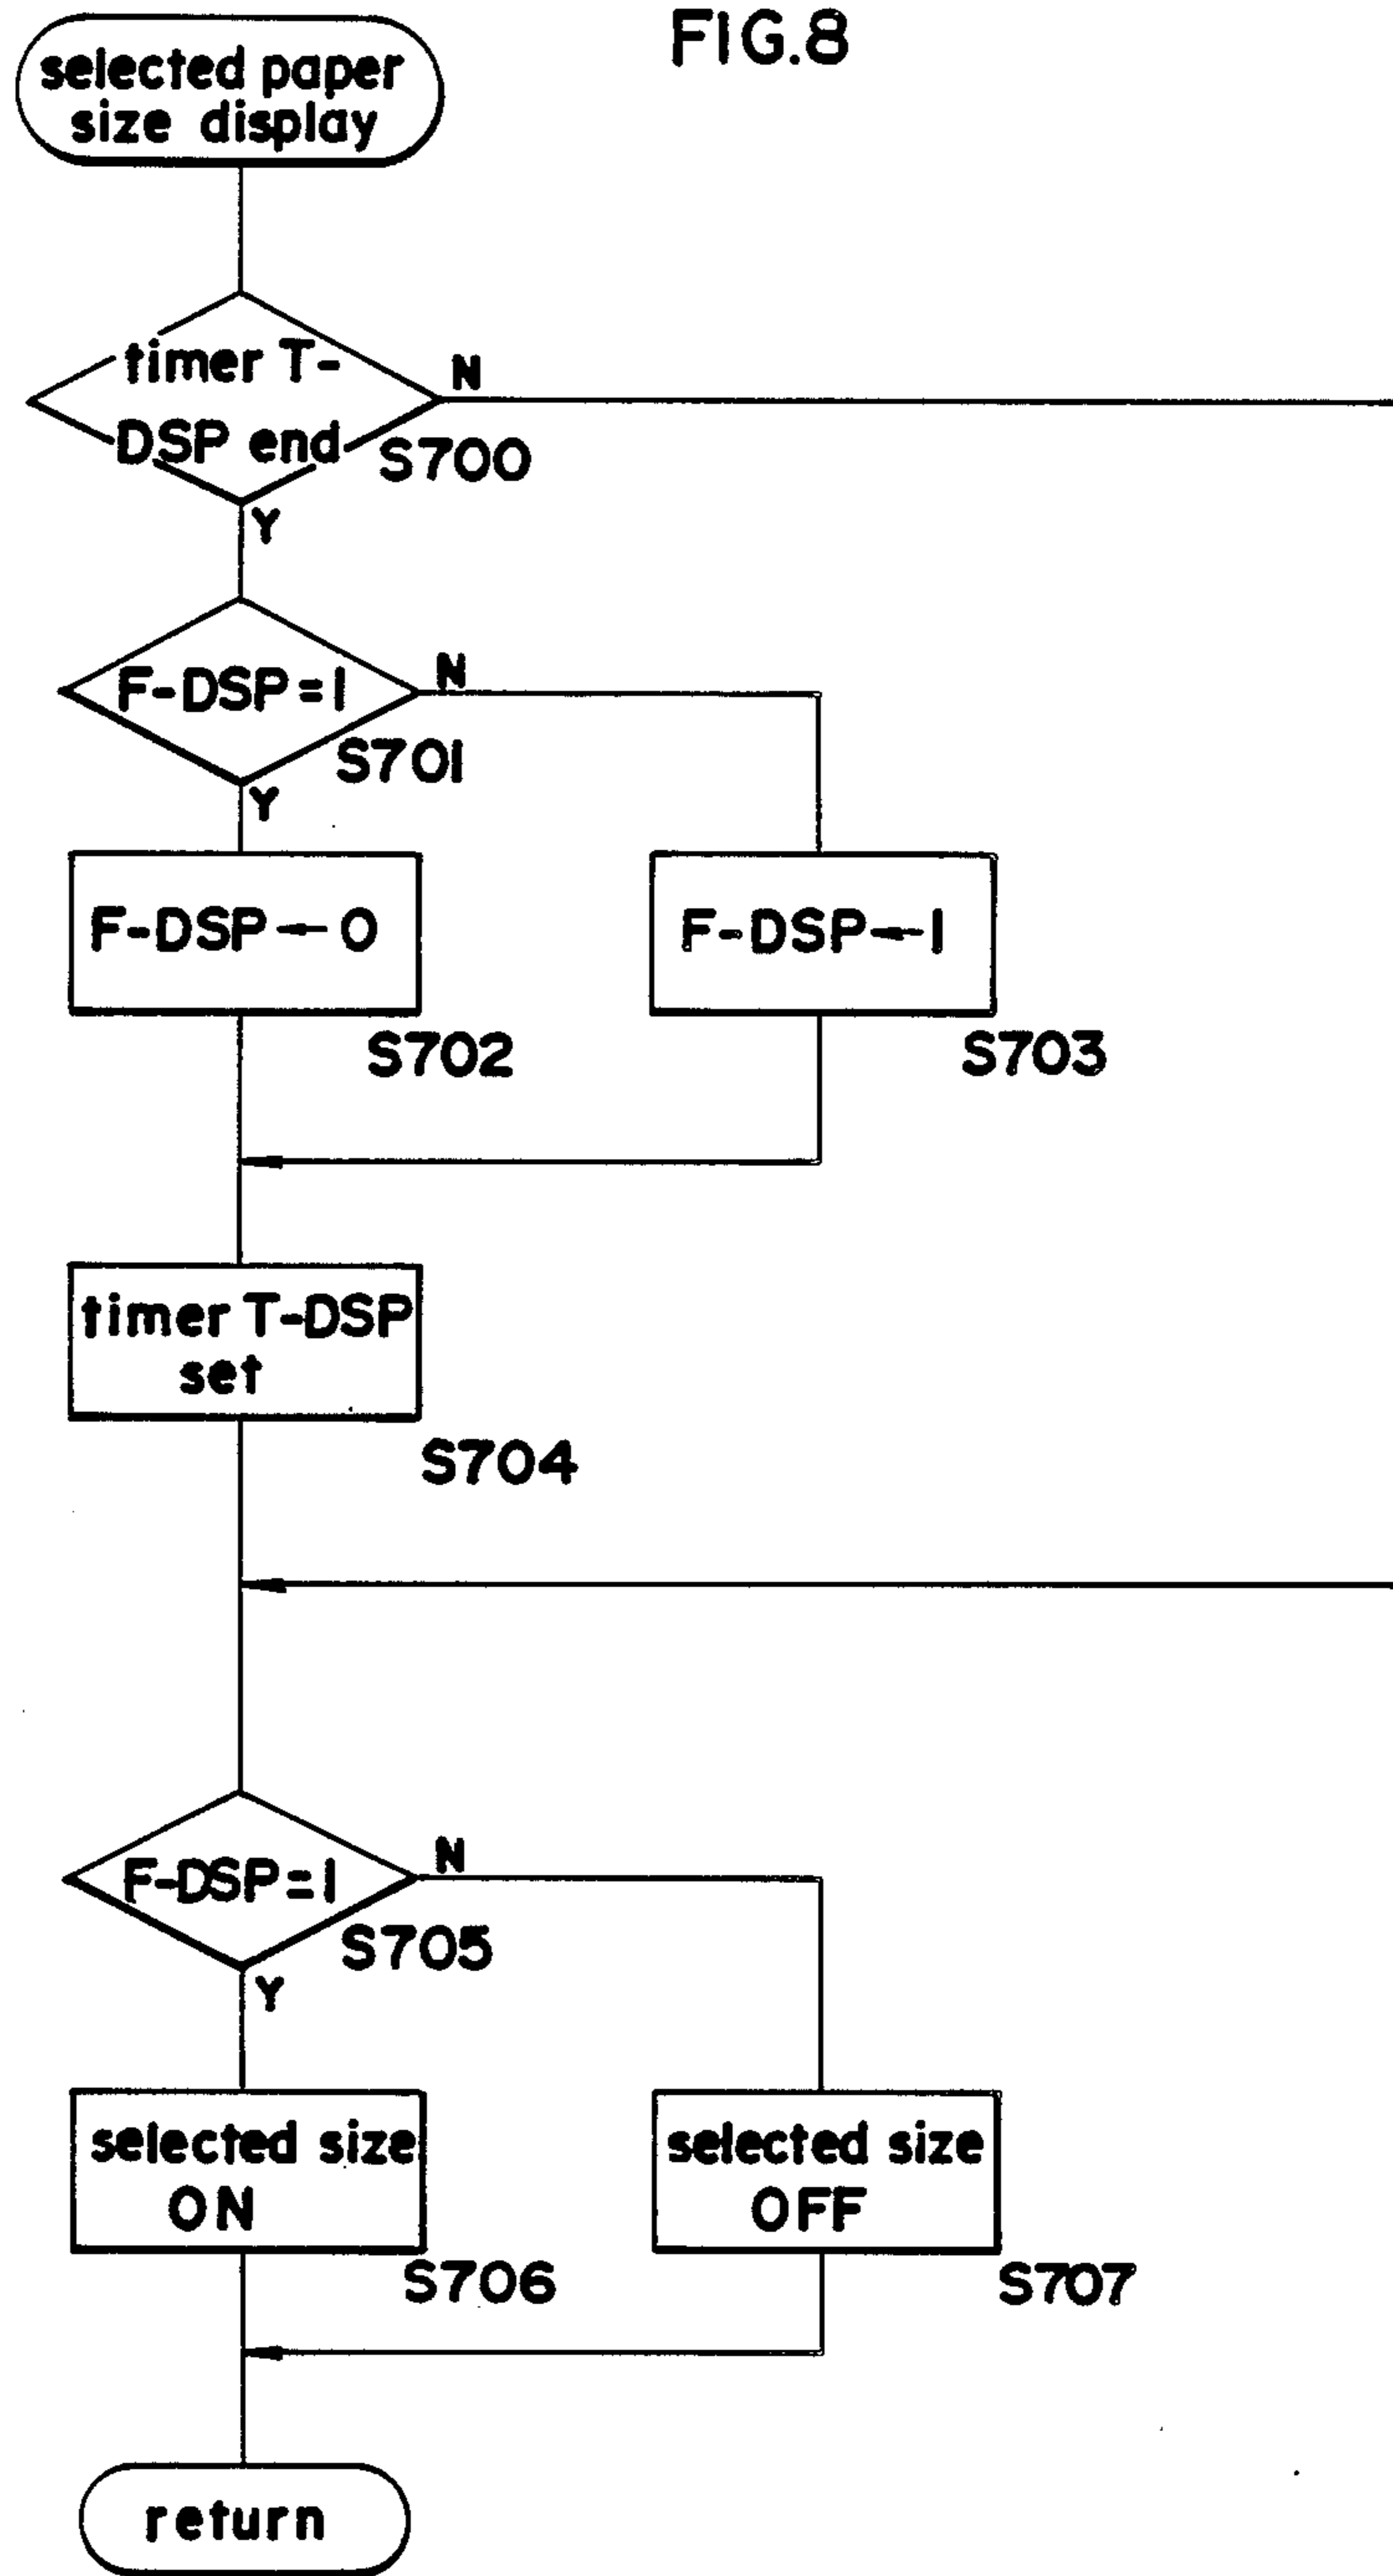 FIG.8
selected paper
size display
timer T-
DSP end
N
S700
Y
F-DSP=1
N
S701
Y
F-DSP←0
S702
F-DSP←1
S703
timer T-DSP
set
S704
F-DSP=1
N
S705
Y
selected size
ON
S706
selected size
OFF
S707
return